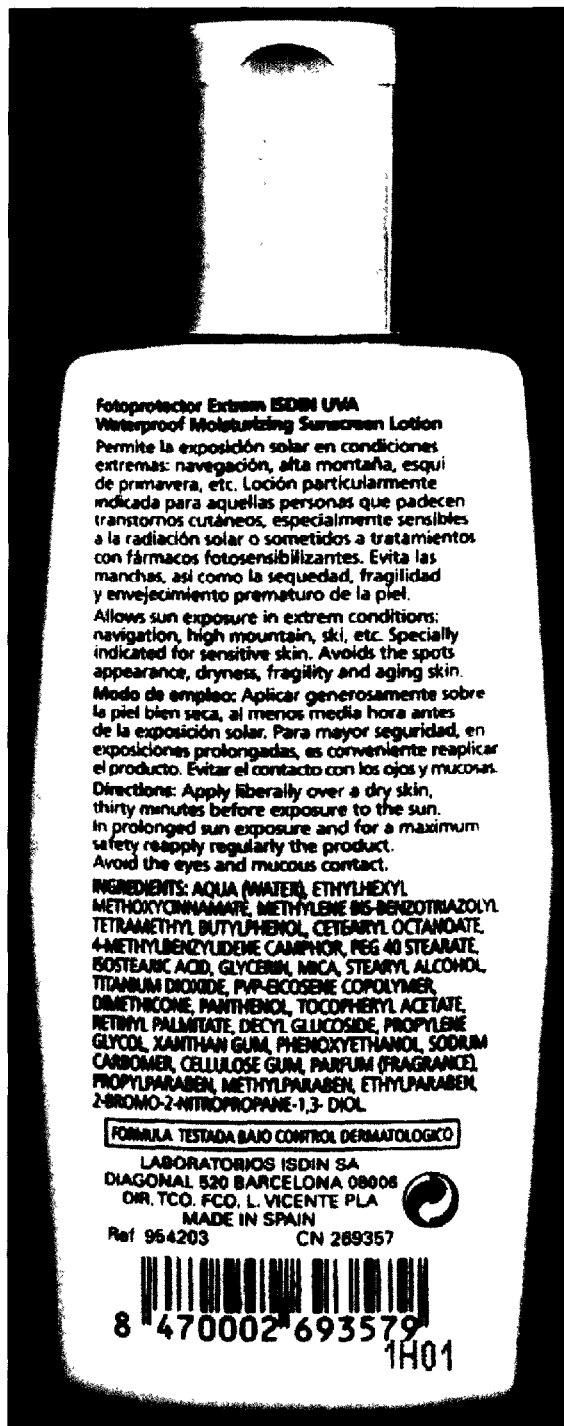 Fotoprotector Extrem ISDIN UVA
Waterproof Moisturizing Sunscreen Lotion
Permite la exposición solar en condiciones
extremas: navegación, alta montaña, esquí
de primavera, etc. Loción particularmente
indicada para aquellas personas que padecen
transtornos cutáneos, especialmente sensibles
a la radiación solar o sometidos a tratamientos
con fármacos fotosensibilizantes. Evita las
manchas, así como la sequedad, fragilidad
y envejecimiento prematuro de la piel.
Allows sun exposure in extrem conditions:
navigation, high mountain, ski, etc. Specially
indicated for sensitive skin. Avoids the spots
appearance, dryness, fragility and aging skin.
Modo de empleo: Aplicar generosamente sobre
la piel bien seca, al menos media hora antes
de la exposición solar. Para mayor seguridad, en
exposiciones prolongadas, es conveniente reaplicar
el producto. Evitar el contacto con los ojos y mucosas.
Directions: Apply liberally over a dry skin,
thirty minutes before exposure to the sun.
In prolonged sun exposure and for a maximum
safety reapply regularly the product.
Avoid the eyes and mucous contact.
INGREDIENTS: AQUA (WATER), ETHYLHEXYL
METHOXYCINNAMATE, METHYLENE BIS-BENZOTRIAZOLYL
TETRAMETHYL BUTYLPHENOL, CETEARYL OCTANOATE,
4-METHYLBENZYLIDENE CAMPHOR, PEG 40 STEARATE,
ISOSTEARIC ACID, GLYCERIN, MICA, STEARYL ALCOHOL,
TITANIUM DIOXIDE, PVP-EICOSENE COPOLYMER,
DIMETHICONE, PANTHENOL, TOCOPHERYL ACETATE,
RETINYL PALMITATE, DECYL GLUCOSIDE, PROPYLENE
GLYCOL, XANTHAN GUM, PHENOXYETHANOL, SODIUM
CARBOMER, CELLULOSE GUM, PARFUM (FRAGRANCE),
PROPYLPARABEN, METHYLPARABEN, ETHYLPARABEN,
2-BROMO-2-NITROPROPANE-1,3- DIOL.
FORMULA TESTADA BAJO CONTROL DERMATOLOGICO
LABORATORIOS ISDIN SA
DIAGONAL 520 BARCELONA 08006
DIR. TCO. FCO. L. VICENTE PLA
MADE IN SPAIN
Ref 954203 CN 269357
8 470002 693579
1H01